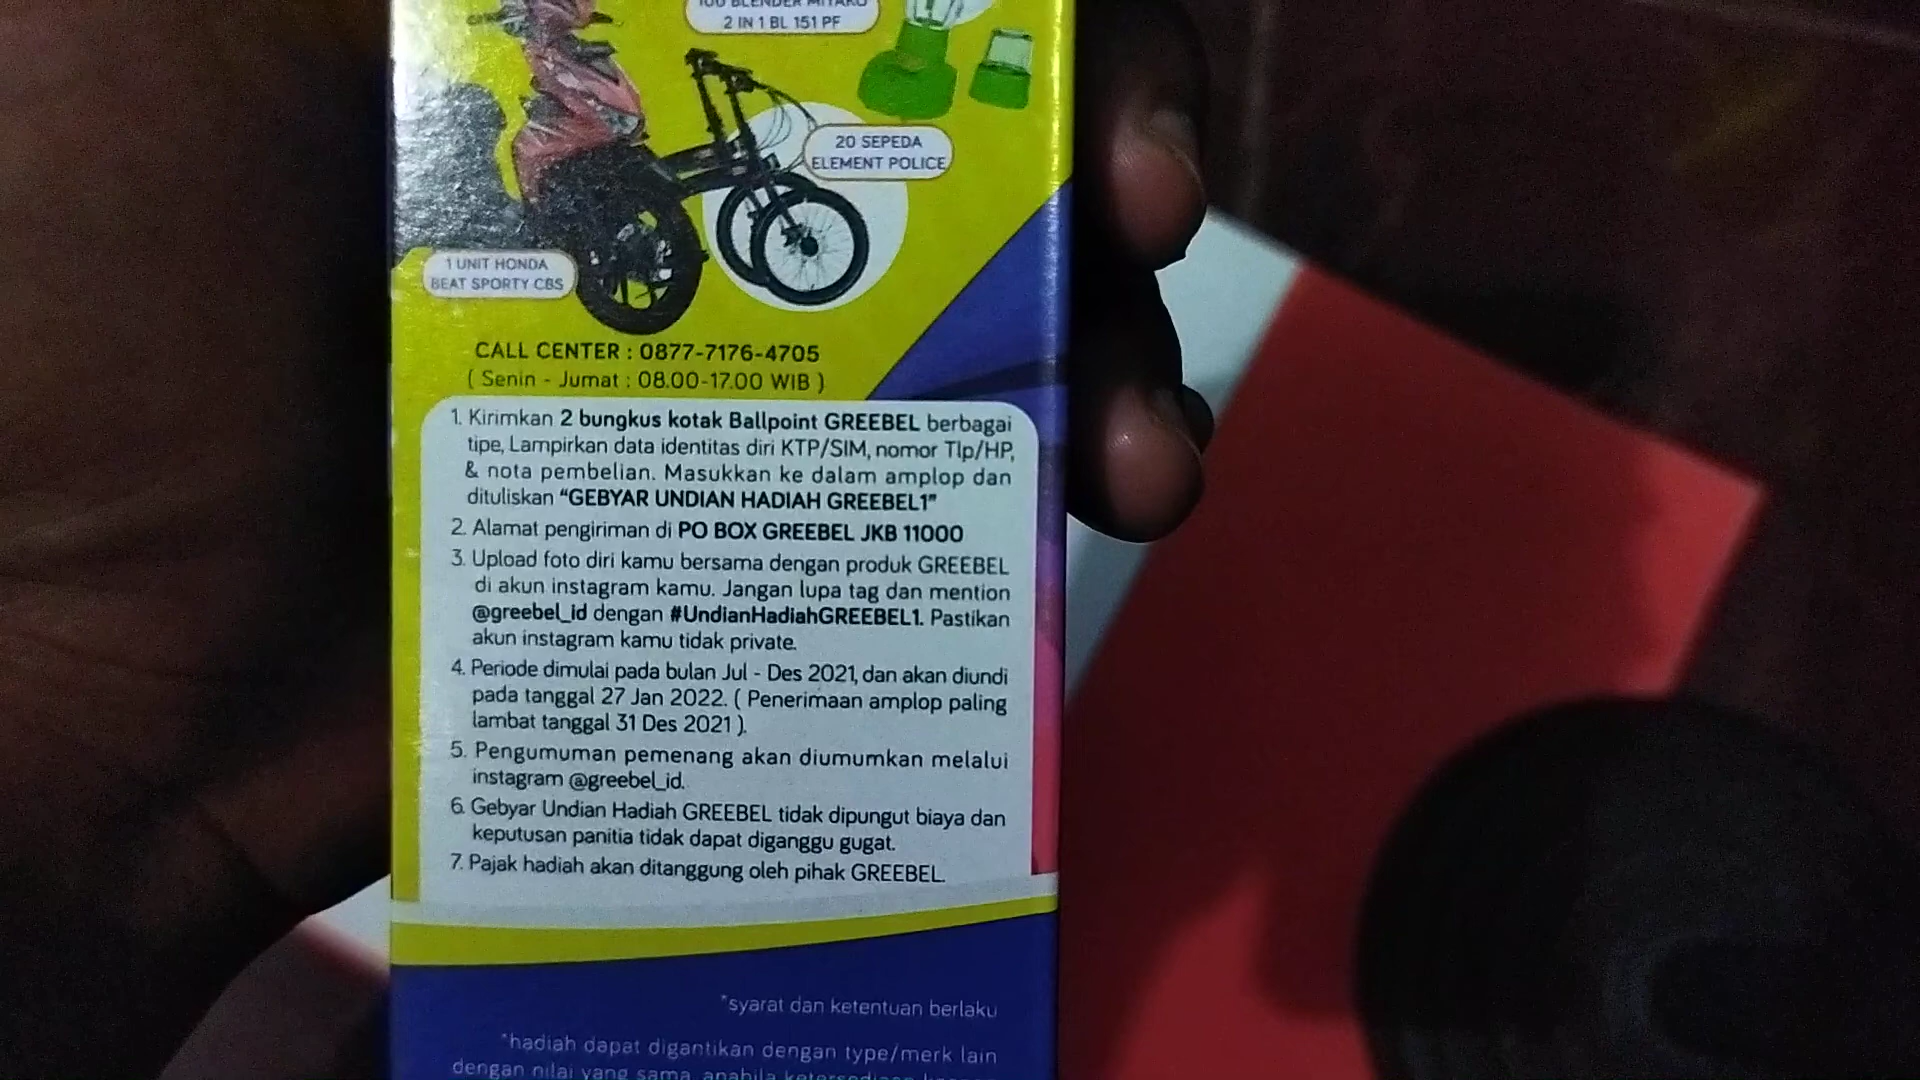 100 BLENDER MIYAKO
2 IN 1 BL 151 PF
20 SEPEDA
ELEMENT POLICE
1 UNIT HONDA
BEAT SPORTY CBS
CALL CENTER : 0877-7176-4705
( Senin - Jumat : 08.00-17.00 WIB )
1. Kirimkan 2 bungkus kotak Ballpoint GREEBEL berbagai
tipe, Lampirkan data identitas diri KTP/SIM, nomor Tlp/HP,
& nota pembelian. Masukkan ke dalam amplop dan
dituliskan “GEBYAR UNDIAN HADIAH GREEBEL1”
2. Alamat pengiriman di PO BOX GREEBEL JKB 11000
3. Upload foto diri kamu bersama dengan produk GREEBEL
di akun instagram kamu. Jangan lupa tag dan mention
@greebel_id dengan #UndianHadiahGREEBEL1. Pastikan
akun instagram kamu tidak private.
4. Periode dimulai pada bulan Jul - Des 2021, dan akan diundi
pada tanggal 27 Jan 2022. ( Penerimaan amplop paling
lambat tanggal 31 Des 2021 ).
5. Pengumuman pemenang akan diumumkan melalui
instagram @greebel_id.
6. Gebyar Undian Hadiah GREEBEL tidak dipungut biaya dan
keputusan panitia tidak dapat diganggu gugat.
7. Pajak hadiah akan ditanggung oleh pihak GREEBEL.
*syarat dan ketentuan berlaku
*hadiah dapat digantikan dengan type/merk lain
dengan nilai yang sama, apabila